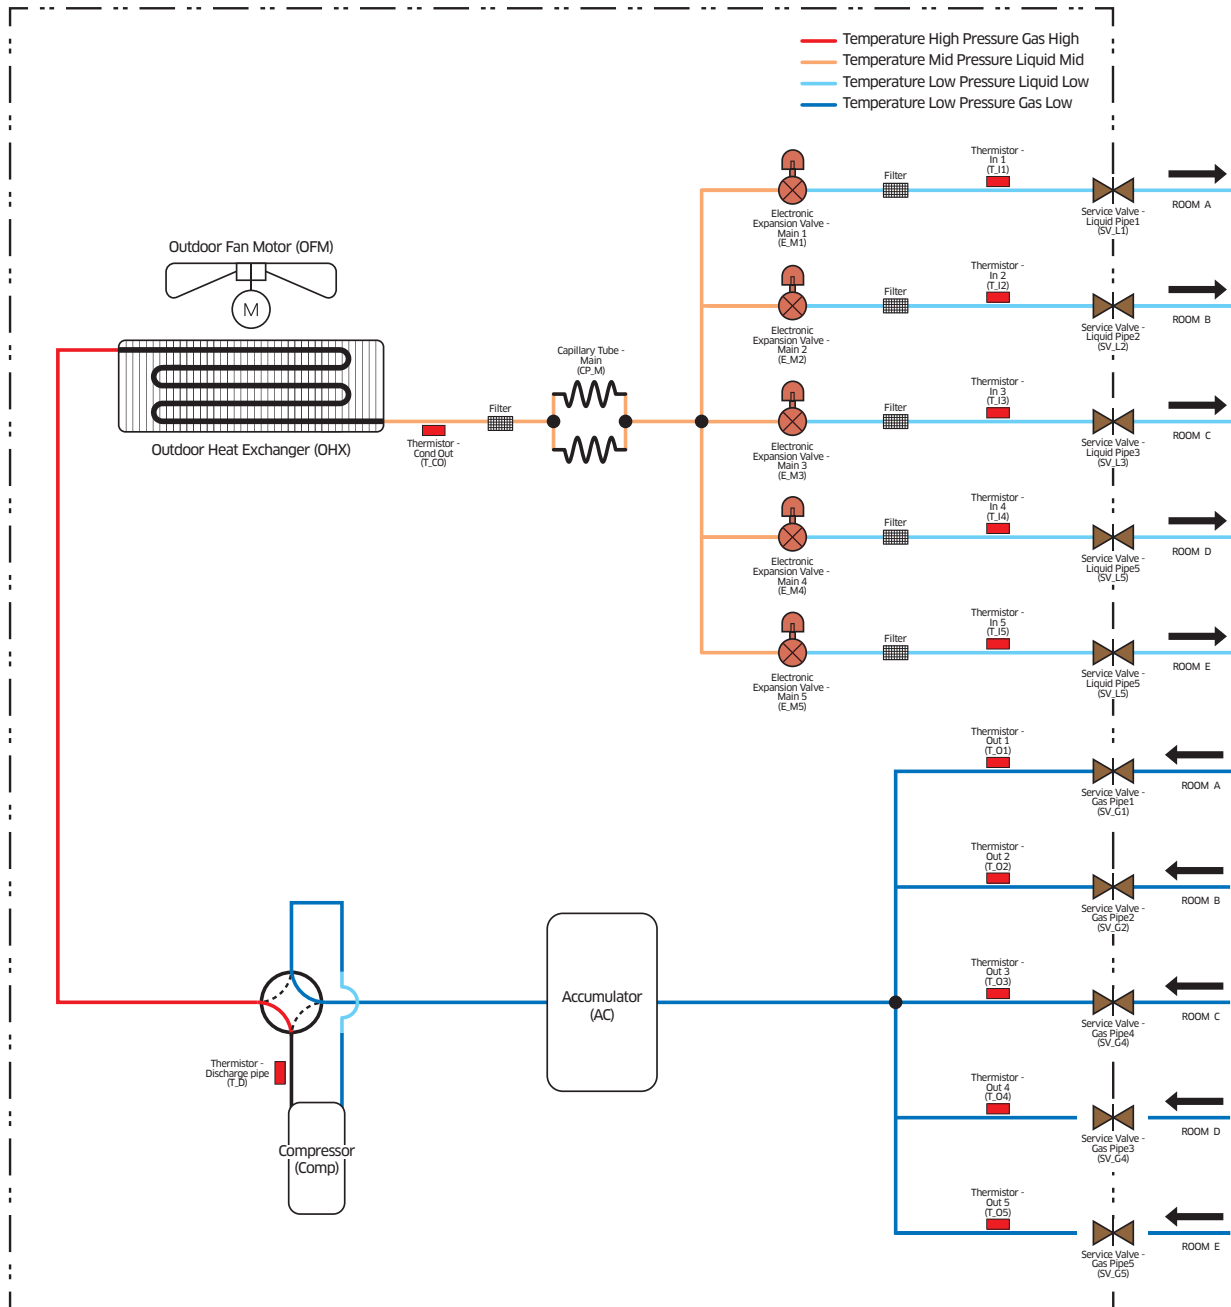 Temperature High Pressure Gas High
Temperature Mid Pressure Liquid Mid
Temperature Low Pressure Liquid Low
Temperature Low Pressure Gas Low
Outdoor Fan Motor (OFM)
M
Outdoor Heat Exchanger (OHX)
Thermistor -
Cond Out
(T_CO)
Filter
Capillary Tube -
Main
(CP_M)
Electronic
Expansion Valve -
Main 1
(E_M1)
Filter
Thermistor -
In 1
(T_I1)
Service Valve -
Liquid Pipe1
(SV_L1)
ROOM A
Electronic
Expansion Valve -
Main 2
(E_M2)
Filter
Thermistor -
In 2
(T_I2)
Service Valve -
Liquid Pipe2
(SV_L2)
ROOM B
Electronic
Expansion Valve -
Main 3
(E_M3)
Filter
Thermistor -
In 3
(T_I3)
Service Valve -
Liquid Pipe3
(SV_L3)
ROOM C
Electronic
Expansion Valve -
Main 4
(E_M4)
Filter
Thermistor -
In 4
(T_I4)
Service Valve -
Liquid Pipe5
(SV_L5)
ROOM D
Electronic
Expansion Valve -
Main 5
(E_M5)
Filter
Thermistor -
In 5
(T_I5)
Service Valve -
Liquid Pipe5
(SV_L5)
ROOM E
Thermistor -
Out 1
(T_O1)
Service Valve -
Gas Pipe1
(SV_G1)
ROOM A
Thermistor -
Out 2
(T_O2)
Service Valve -
Gas Pipe2
(SV_G2)
ROOM B
Thermistor -
Out 3
(T_O3)
Service Valve -
Gas Pipe4
(SV_G4)
ROOM C
Thermistor -
Out 4
(T_O4)
Service Valve -
Gas Pipe3
(SV_G4)
ROOM D
Thermistor -
Out 5
(T_O5)
Service Valve -
Gas Pipe5
(SV_G5)
ROOM E
Accumulator
(AC)
Thermistor -
Discharge pipe
(T_D)
Compressor
(Comp)